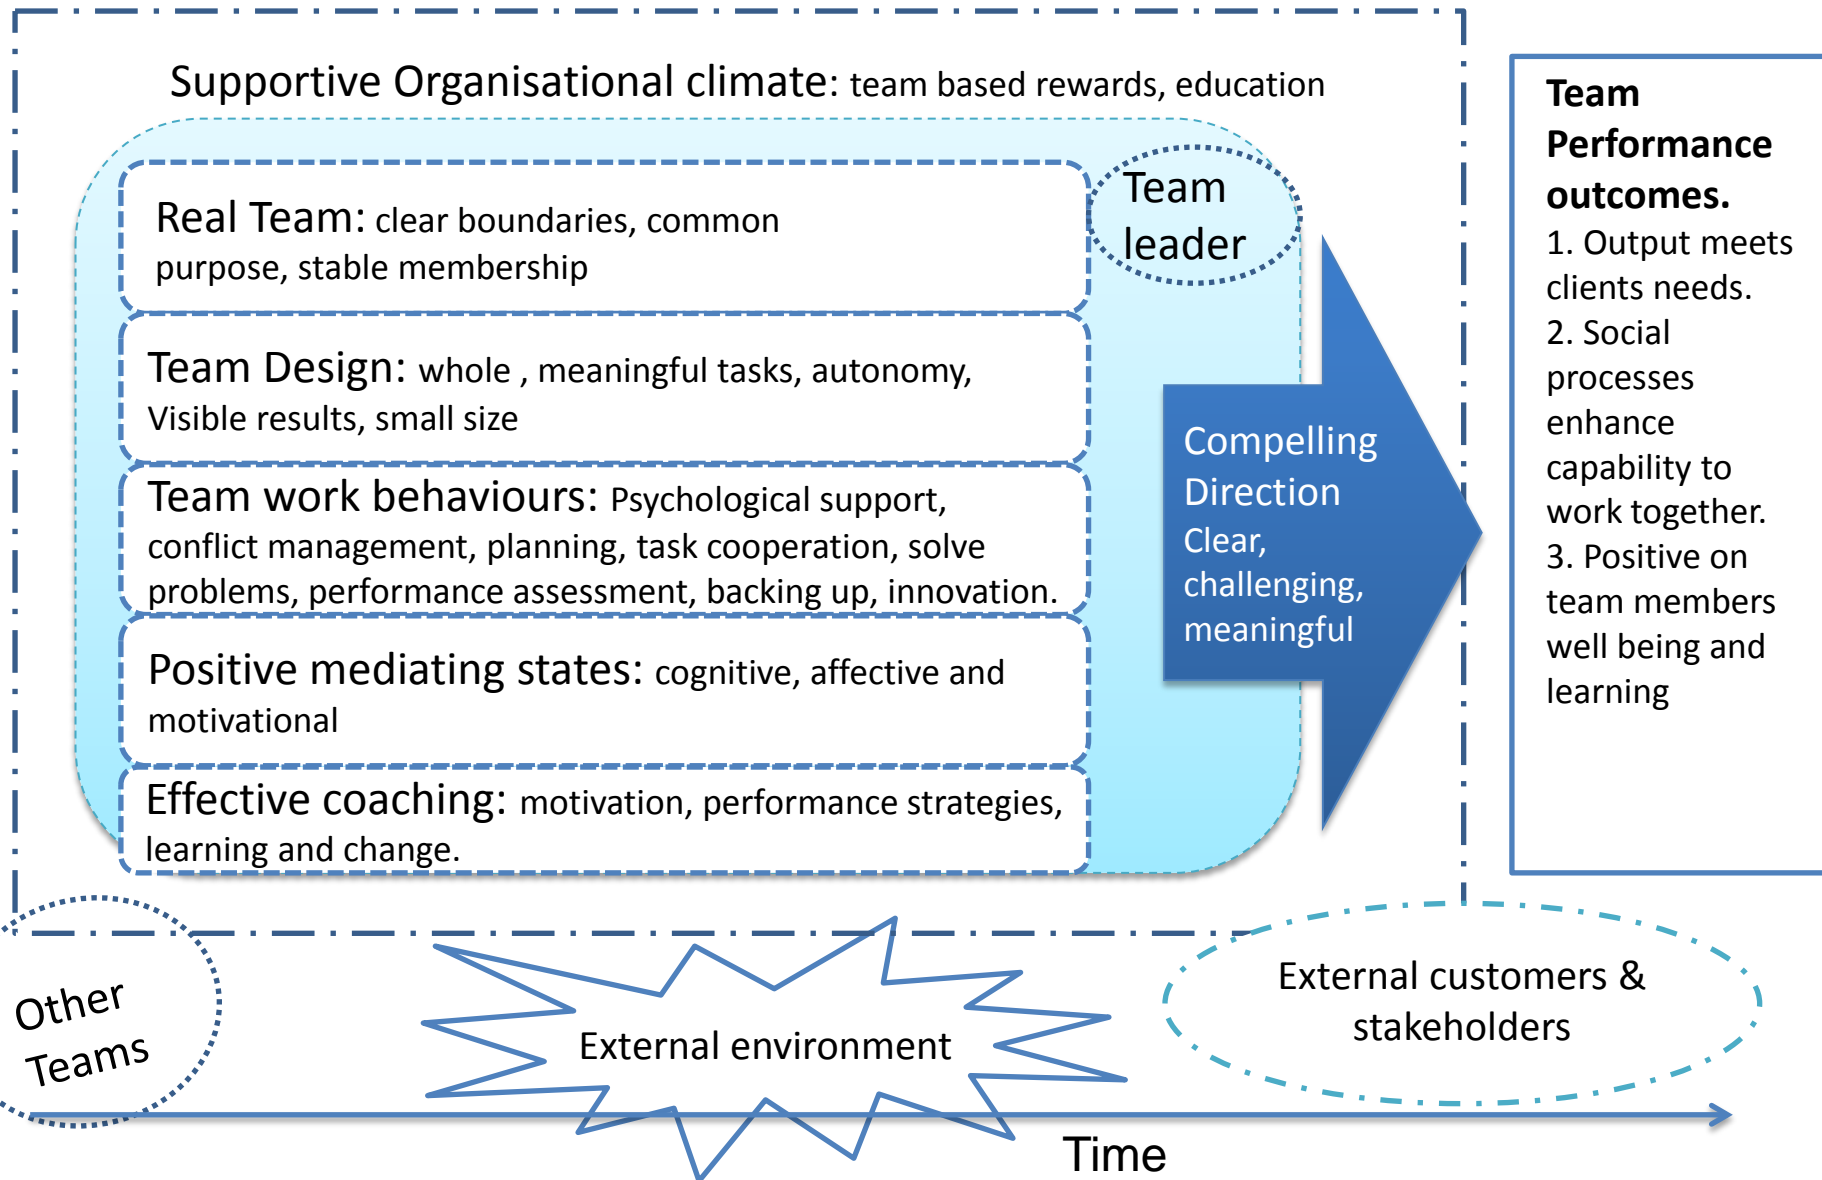 Supportive Organisational climate: team based rewards, education
Real Team: clear boundaries, common
purpose, stable membership
Team
leader
Team Design: whole , meaningful tasks, autonomy,
Visible results, small size
Team work behaviours: Psychological support,
conflict management, planning, task cooperation, solve
problems, performance assessment, backing up, innovation.
Positive mediating states: cognitive, affective and
motivational
Effective coaching: motivation, performance strategies,
learning and change.
Compelling
Direction
Clear,
challenging,
meaningful
Team
Performance
outcomes.
1. Output meets
clients needs.
2. Social
processes
enhance
capability to
work together.
3. Positive on
team members
well being and
learning
Other
Teams
External environment
External customers &
stakeholders
Time